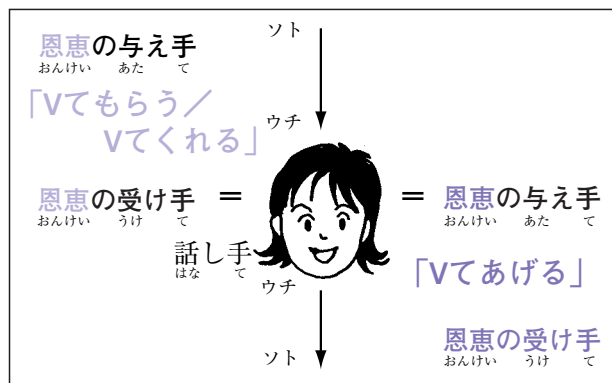 ソト
恩恵の与え手
おんけい あた て
「Vてもらう／
Vてくれる」
ウチ
恩恵の受け手
おんけい うけ て
＝
＝
恩恵の与え手
おんけい あた て
話し手
はな て
ウチ
「Vてあげる」
ソト
恩恵の受け手
おんけい うけ て